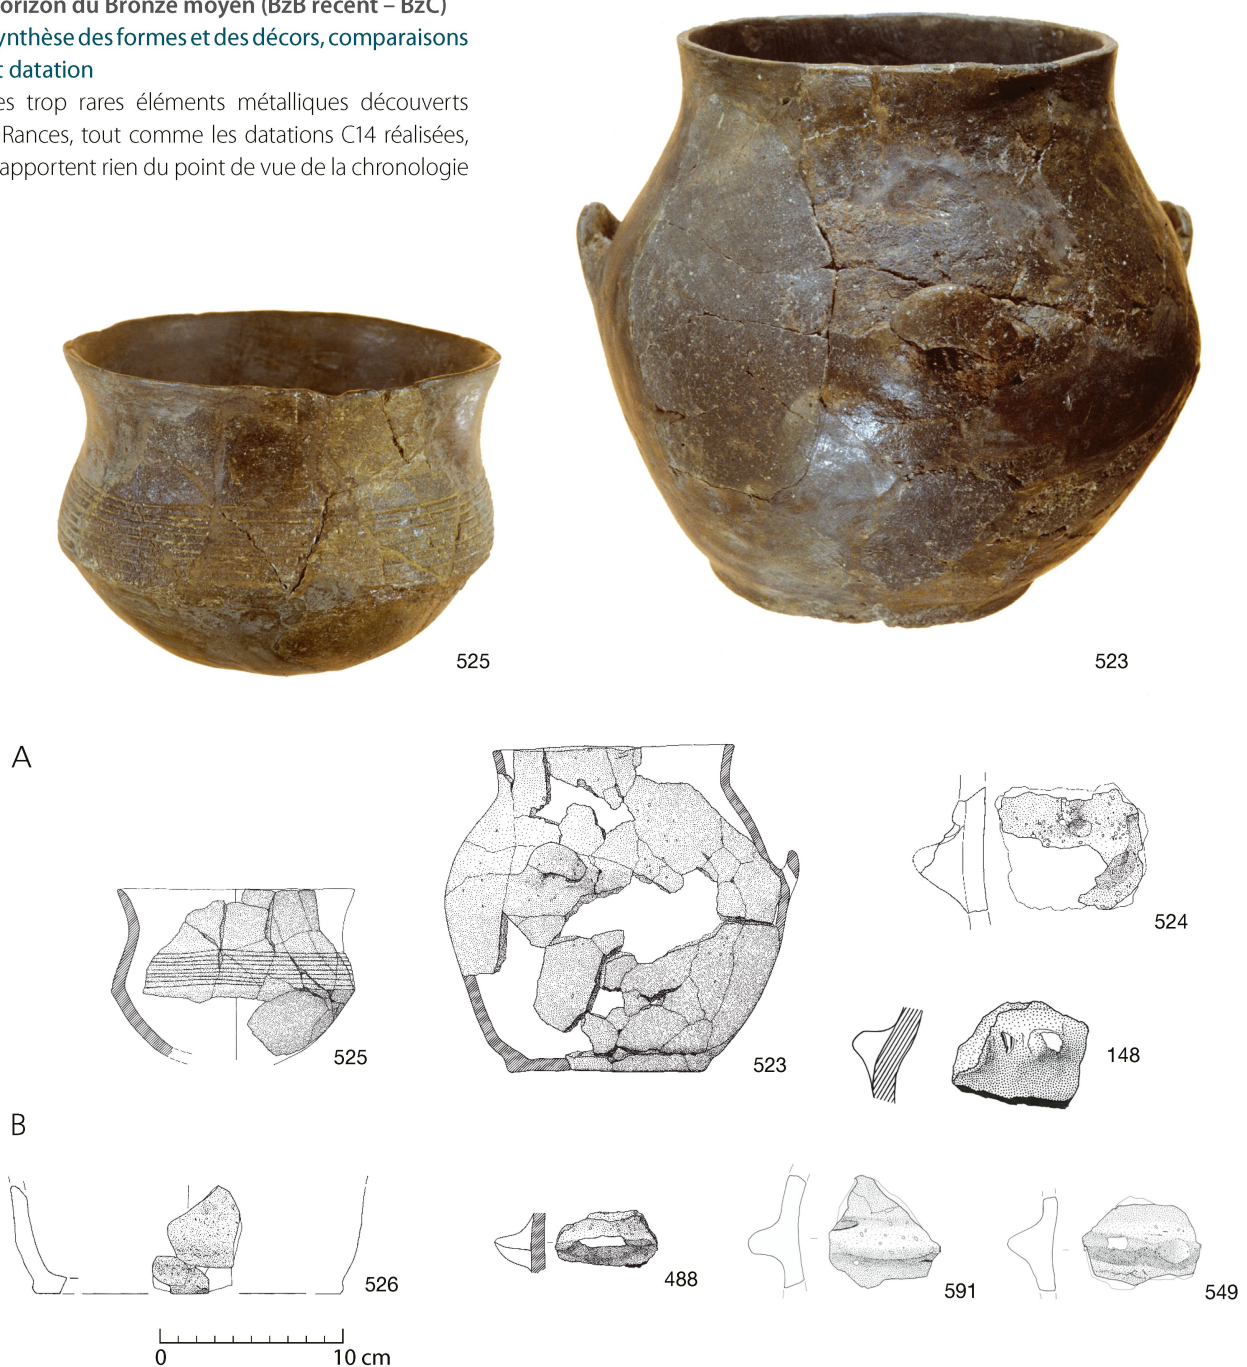 orizon du Bronze moyen (BzB récent – BzC)
ynthèse des formes et des décors, comparaisons
t datation
es trop rares éléments métalliques découverts
Rances, tout comme les datations C14 réalisées,
apportent rien du point de vue de la chronologie
525
523
A
525
523
524
148
B
526
488
591
549
0 10 cm